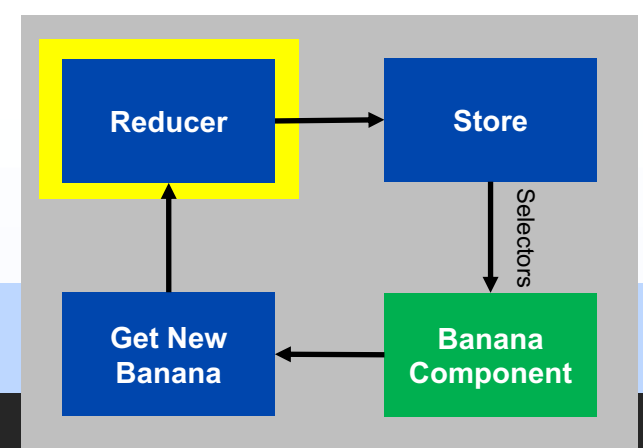 Reducer
Store
Selectors
Get New
Banana
Banana
Component